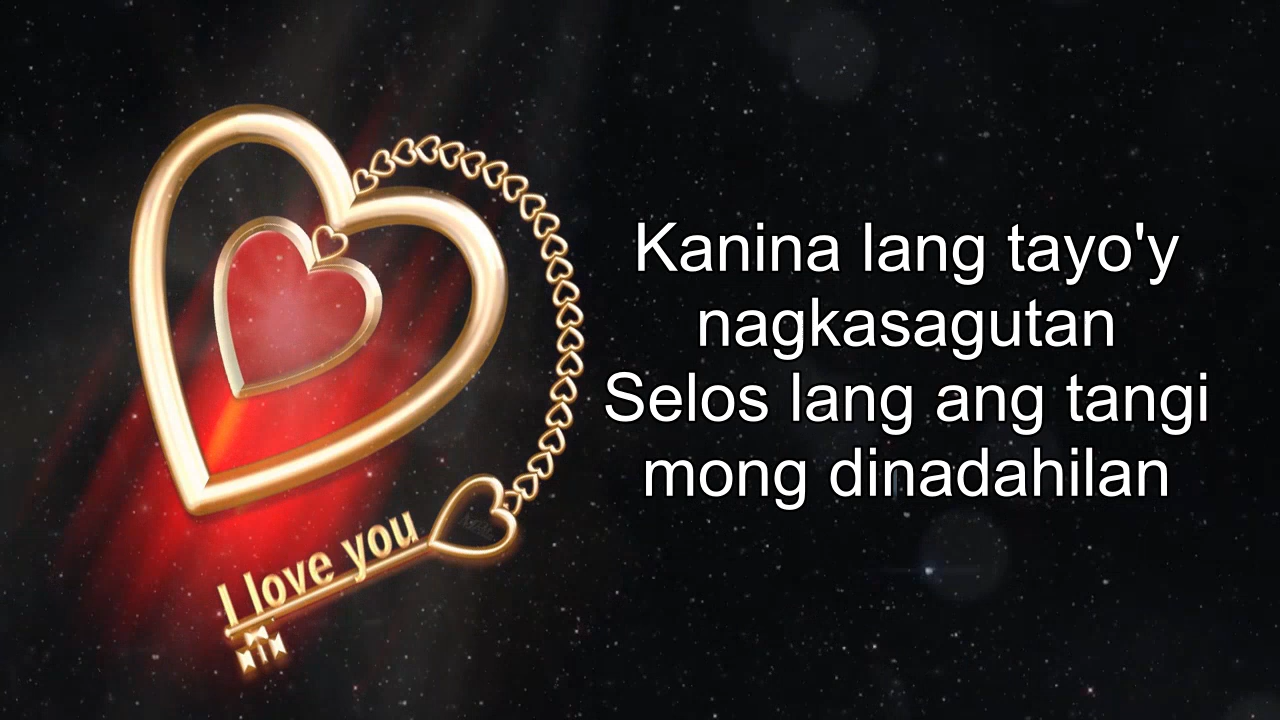 Kanina lang tayo'y
nagkasagutan
Selos lang ang tangi
mong dinadahilan
I love you